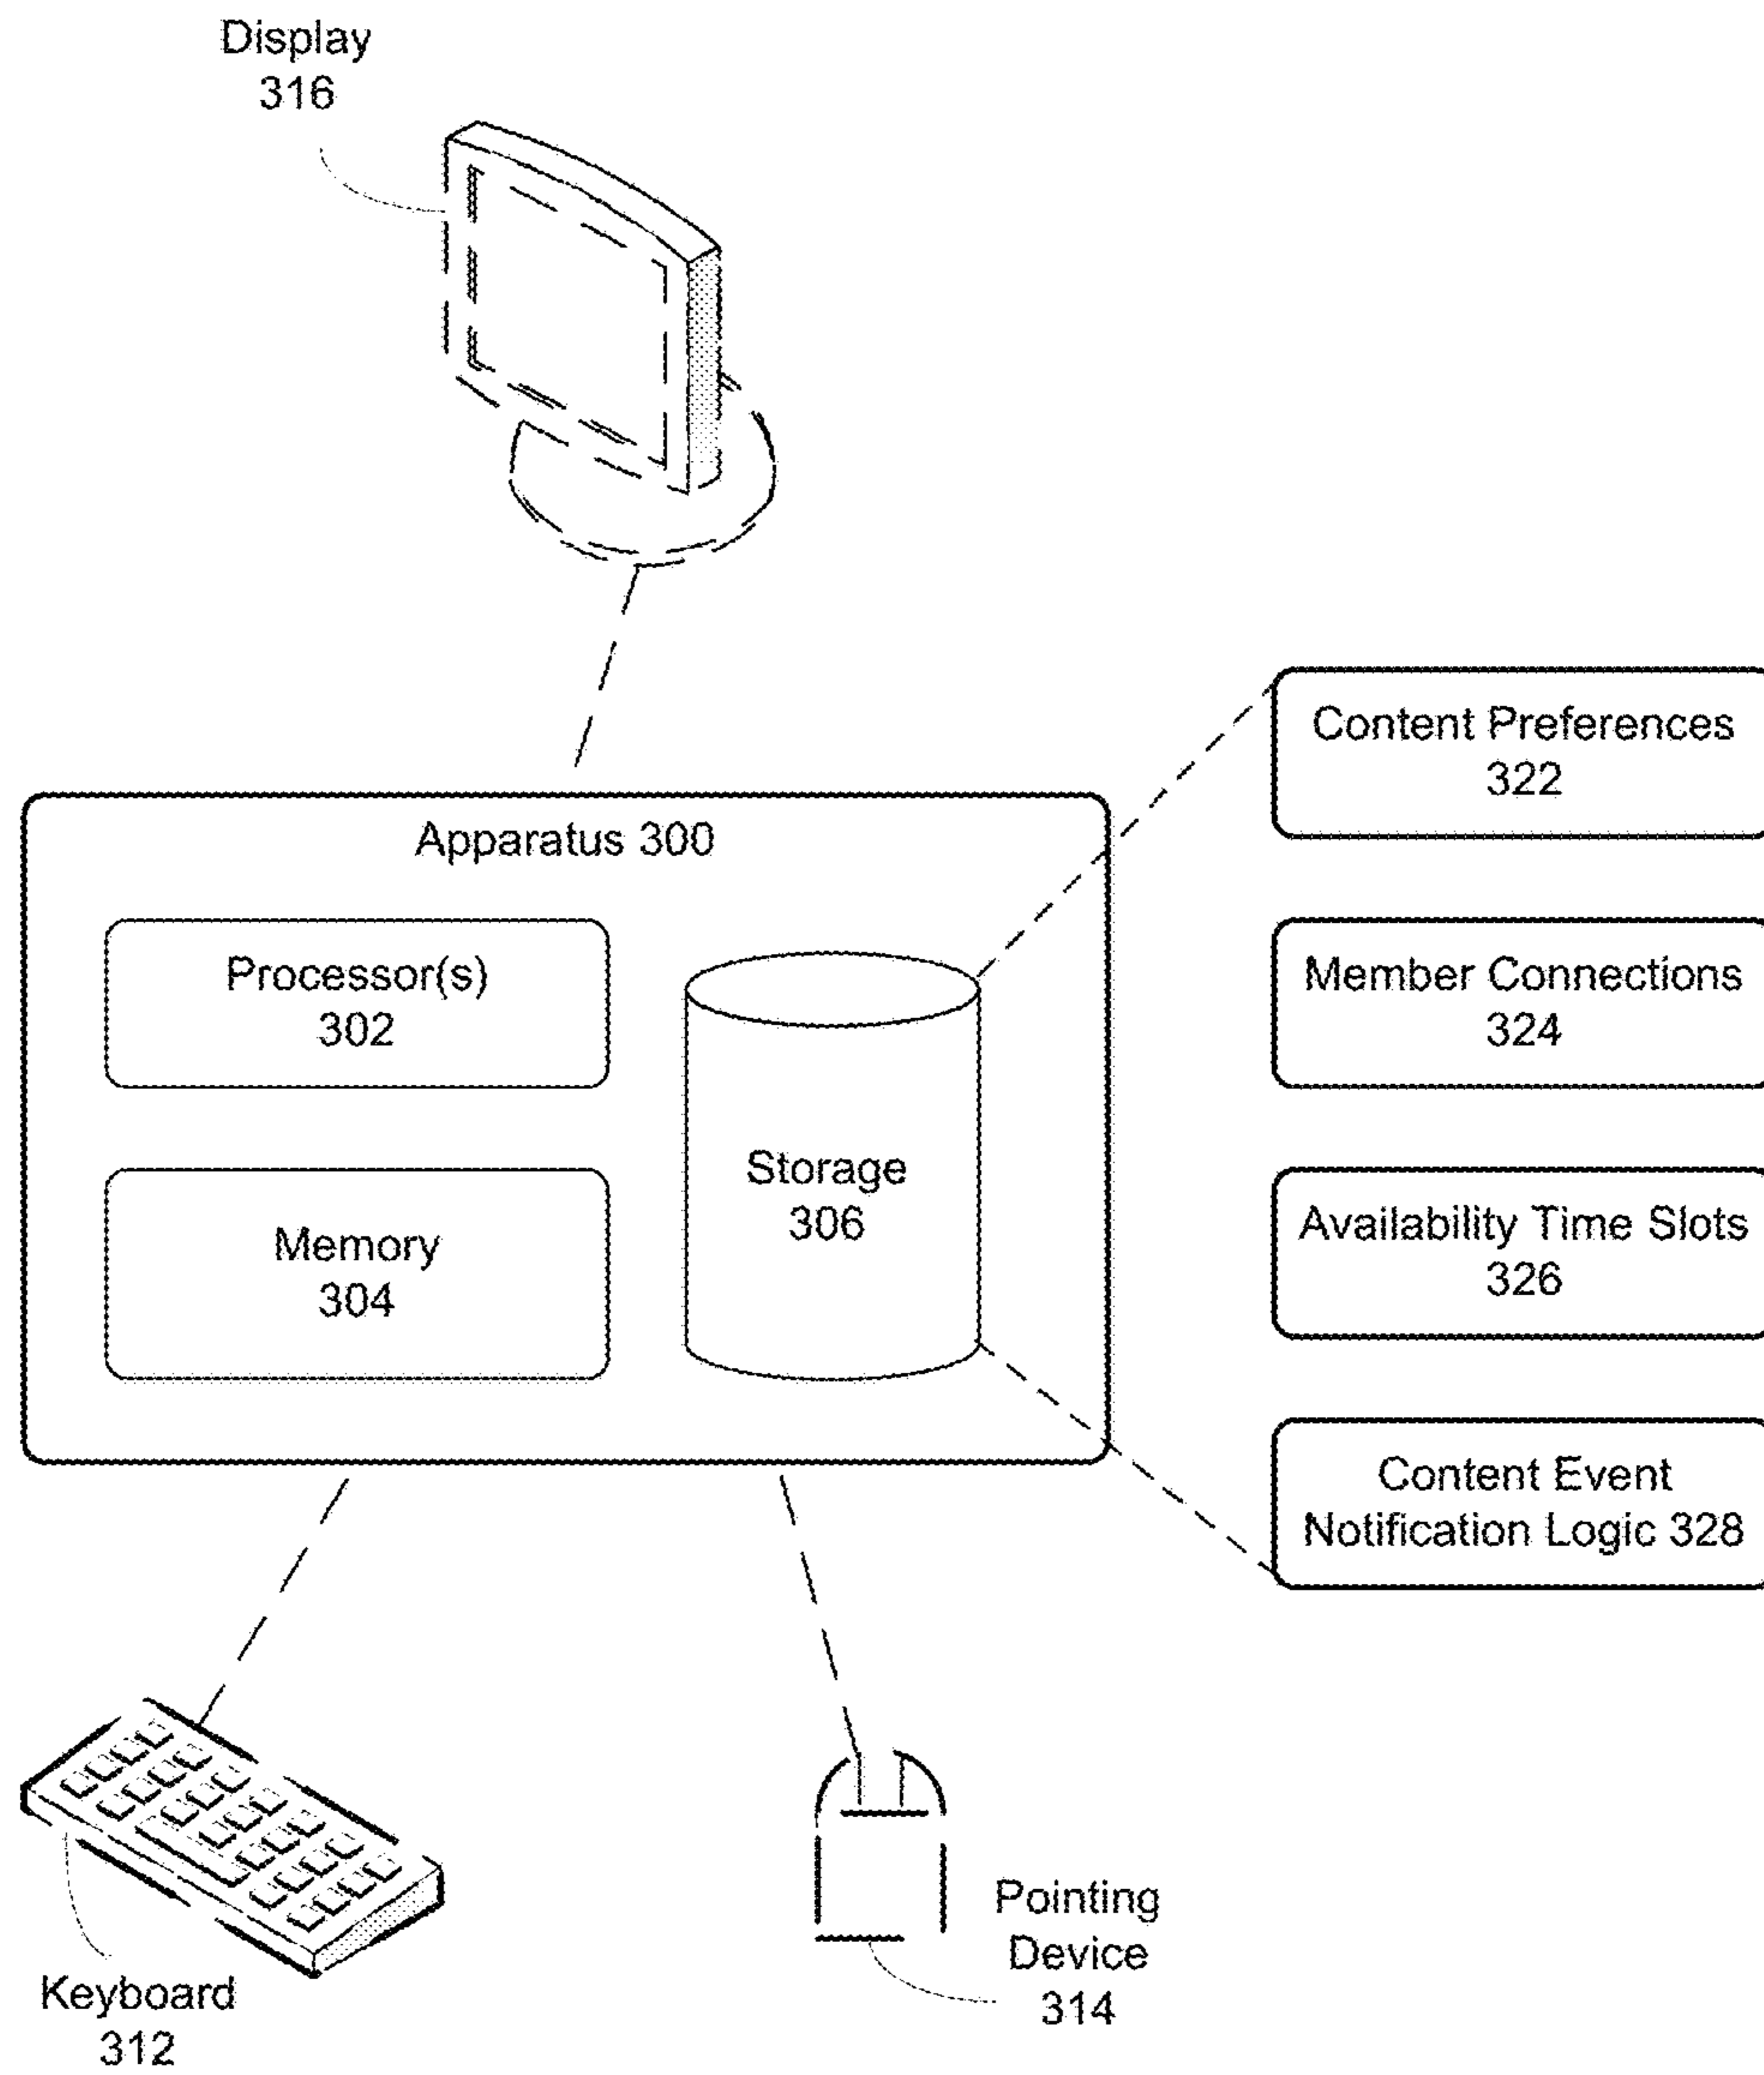 Display
316
Content Preferences
322
Apparatus 300
Processor(s)
302
Member Connections
324
Storage
306
Memory
304
Availability Time Slots
326
Content Event
Notification Logic 328
Keyboard
312
Pointing
Device
314